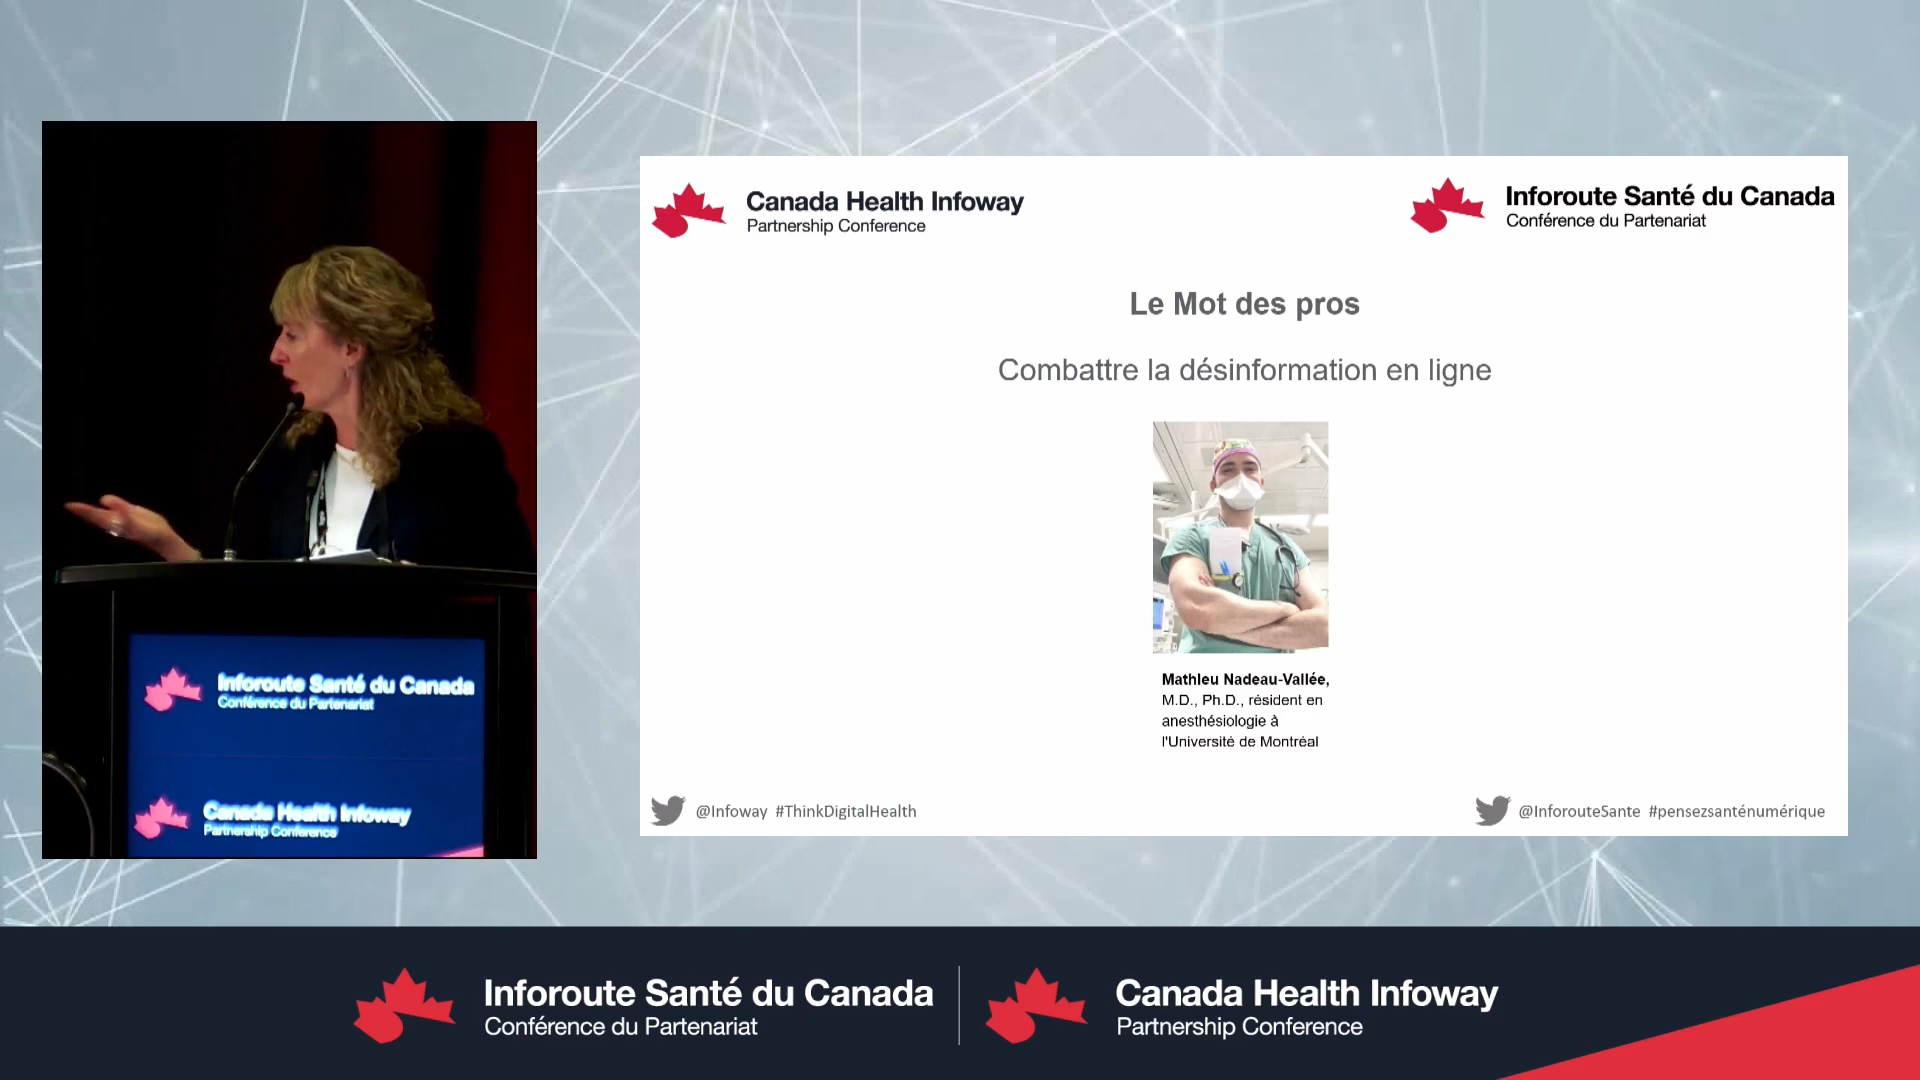 Canada Health Infoway
Partnership Conference
Inforoute Santé du Canada
Conférence du Partenariat
Le Mot des pros
Combattre la désinformation en ligne
Mathieu Nadeau-Vallée,
M.D., Ph.D., résident en
anesthésiologie à
l'Université de Montréal
@Infoway #ThinkDigitalHealth
@InforouteSante #pensezsanténumérique
Inforoute Santé du Canada
Conférence du Partenariat
Canada Health Infoway
Partnership Conference
Inforoute Santé du Canada
Conférence du Partenariat
Canada Health Infoway
Partnership Conference